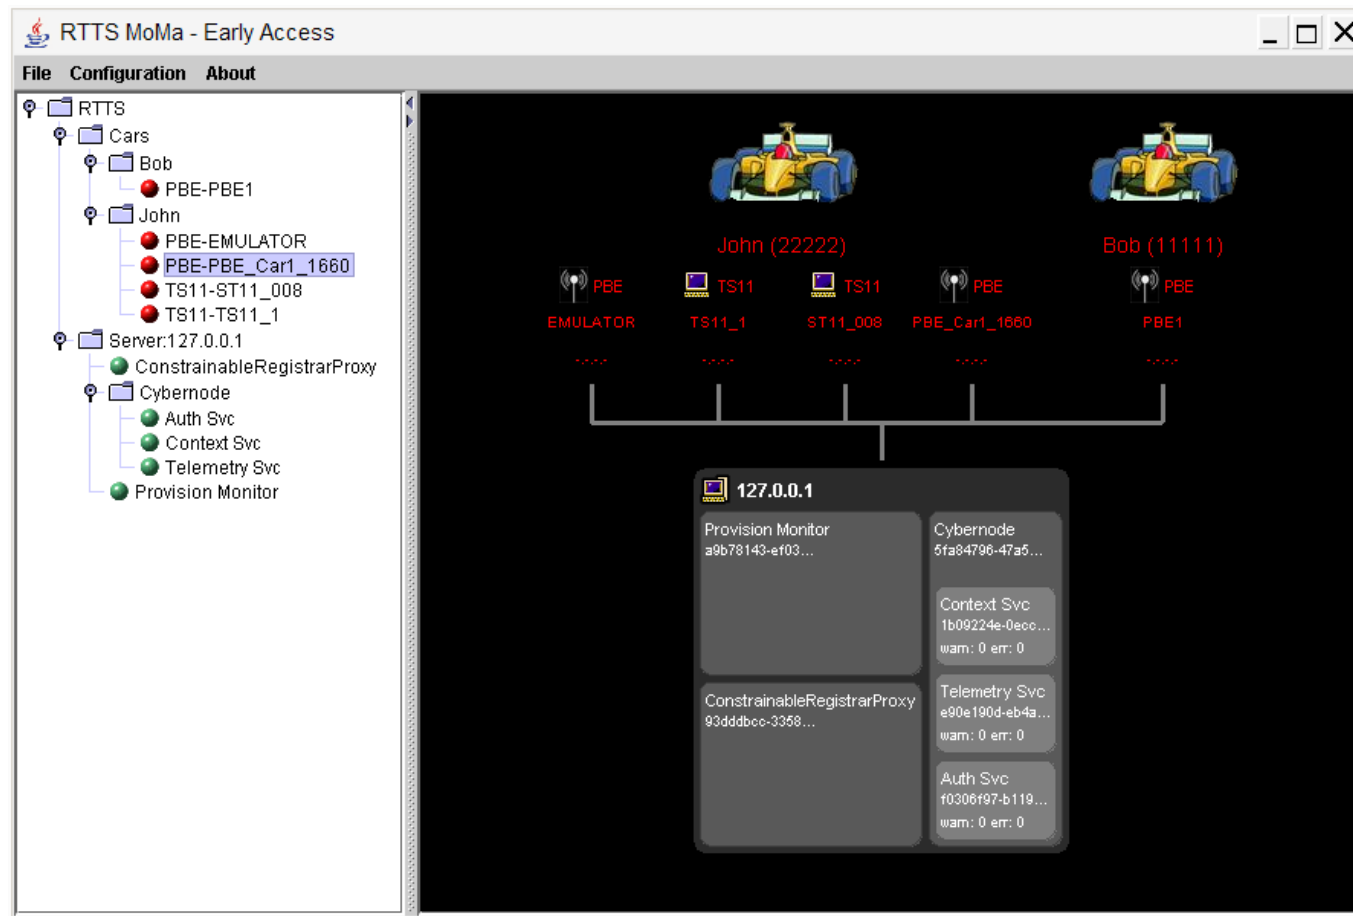 RTTS MoMa - Early Access
File Configuration About
RTTS
Cars
Bob
PBE-PBE1
John
PBE-EMULATOR
PBE-PBE_Car1_1660
TS11-ST11_008
TS11-TS11_1
Server:127.0.0.1
ConstrainableRegistrarProxy
Cybernode
Auth Svc
Context Svc
Telemetry Svc
Provision Monitor
John (22222)
Bob (11111)
PBE
TS11
TS11
PBE
PBE
EMULATOR
TS11_1
ST11_008
PBE_Car1_1660
PBE1
-.-.-.-
-.-.-.-
-.-.-.-
-.-.-.-
-.-.-.-
127.0.0.1
Provision Monitor
a9b78143-ef03...
ConstrainableRegistrarProxy
93dddbcc-3358...
Cybernode
5fa84796-47a5...
Context Svc
1b09224e-0ecc...
warn: 0 err: 0
Telemetry Svc
e90e190d-eb4a...
warn: 0 err: 0
Auth Svc
f0306f97-b119...
warn: 0 err: 0